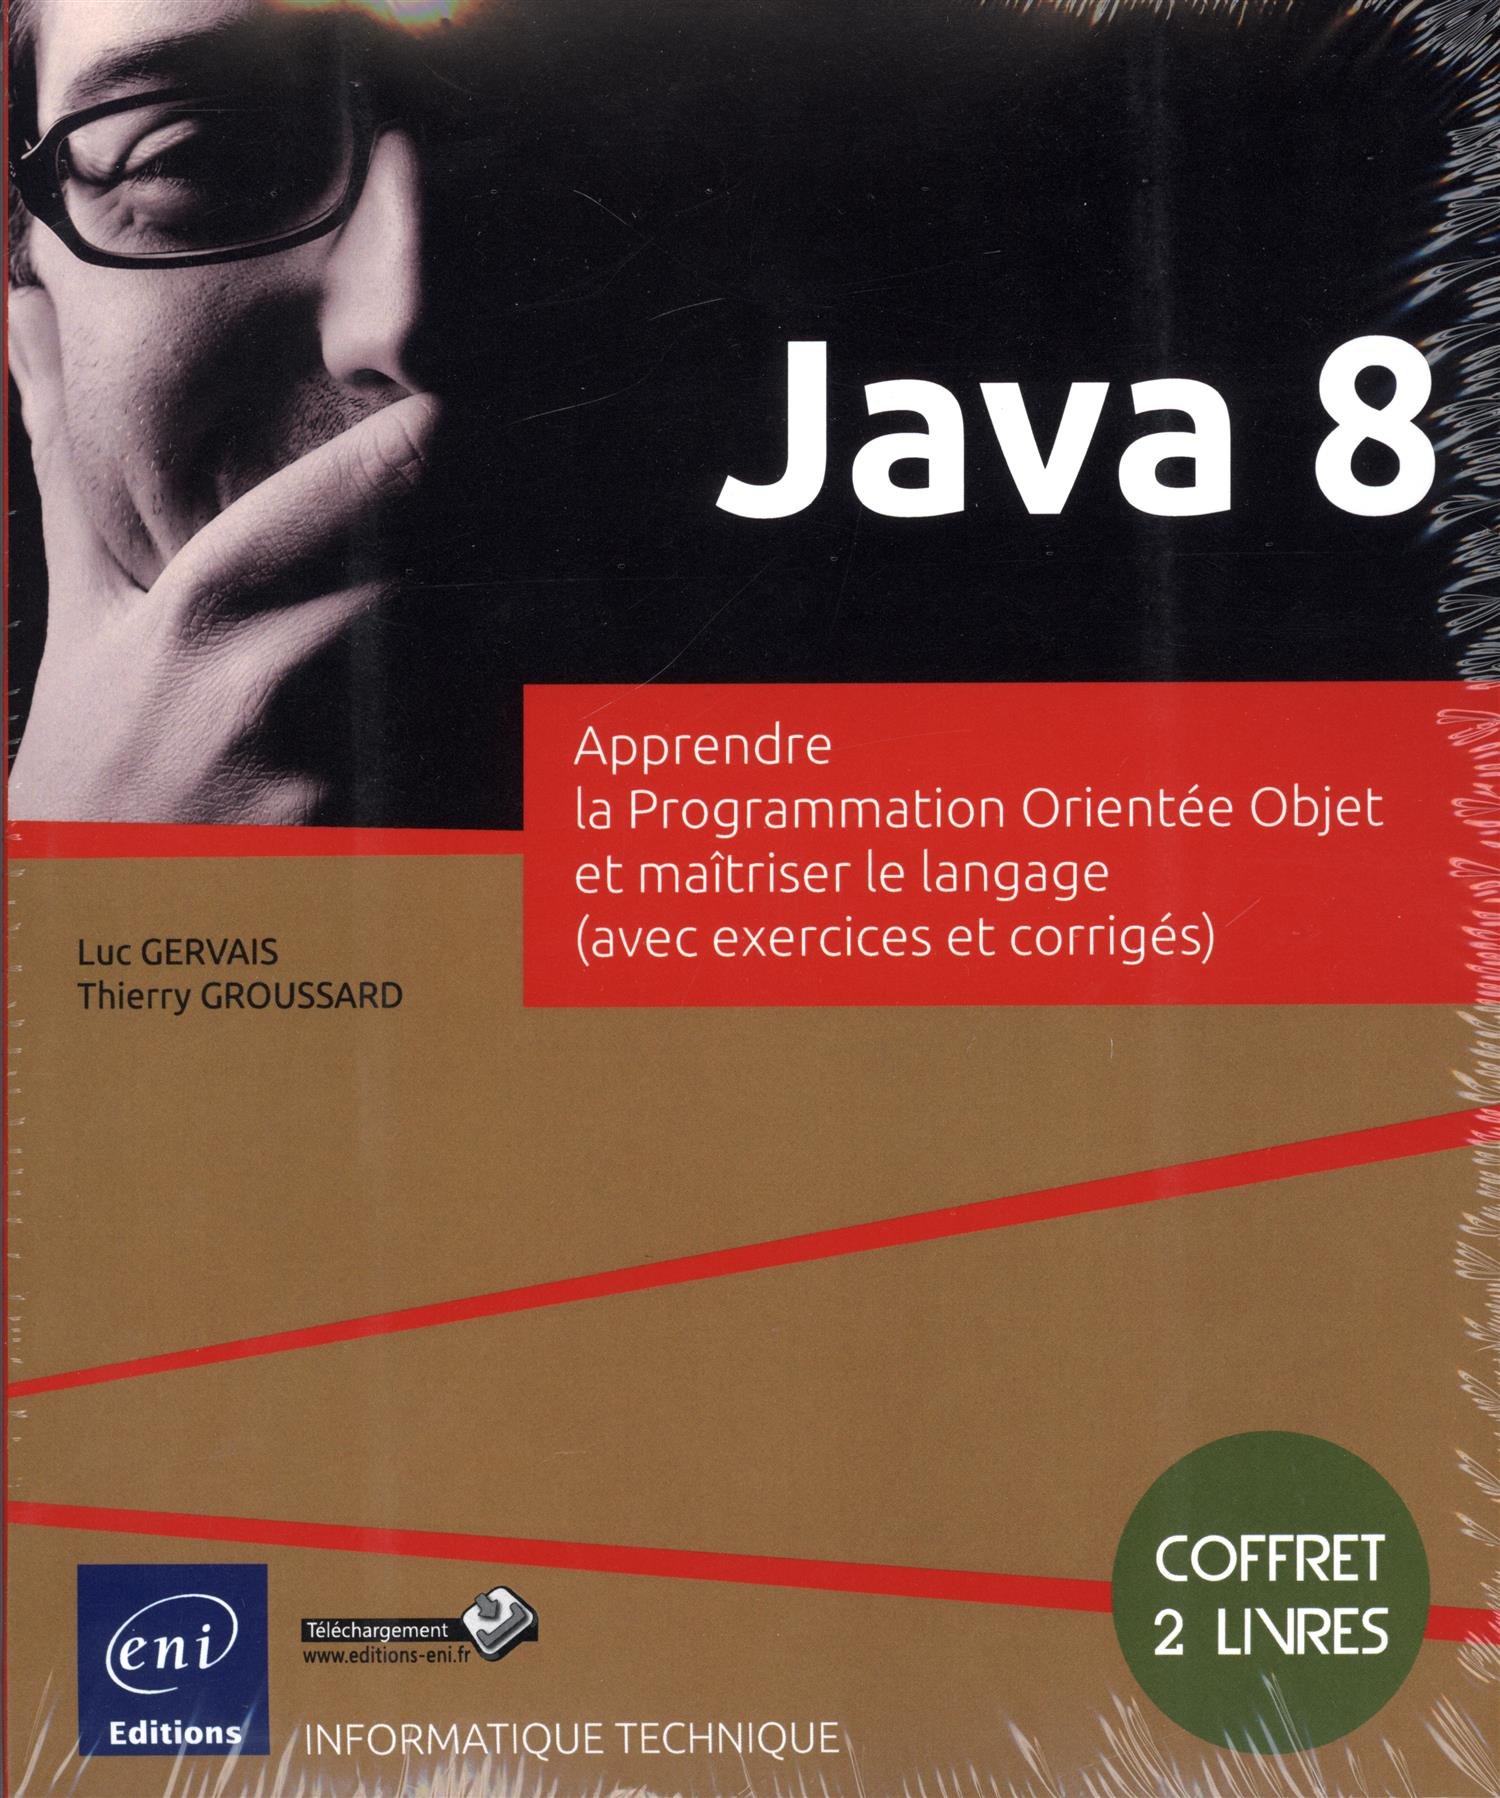 Java 8
Apprendre
la Programmation Orientée Objet
et maîtriser le langage
(avec exercices et corrigés)
Luc GERVAIS
Thierry GROUSSARD
COFFRET
2 LIVRES
eni
Editions
Téléchargement
www.editions-eni.fr
INFORMATIQUE TECHNIQUE